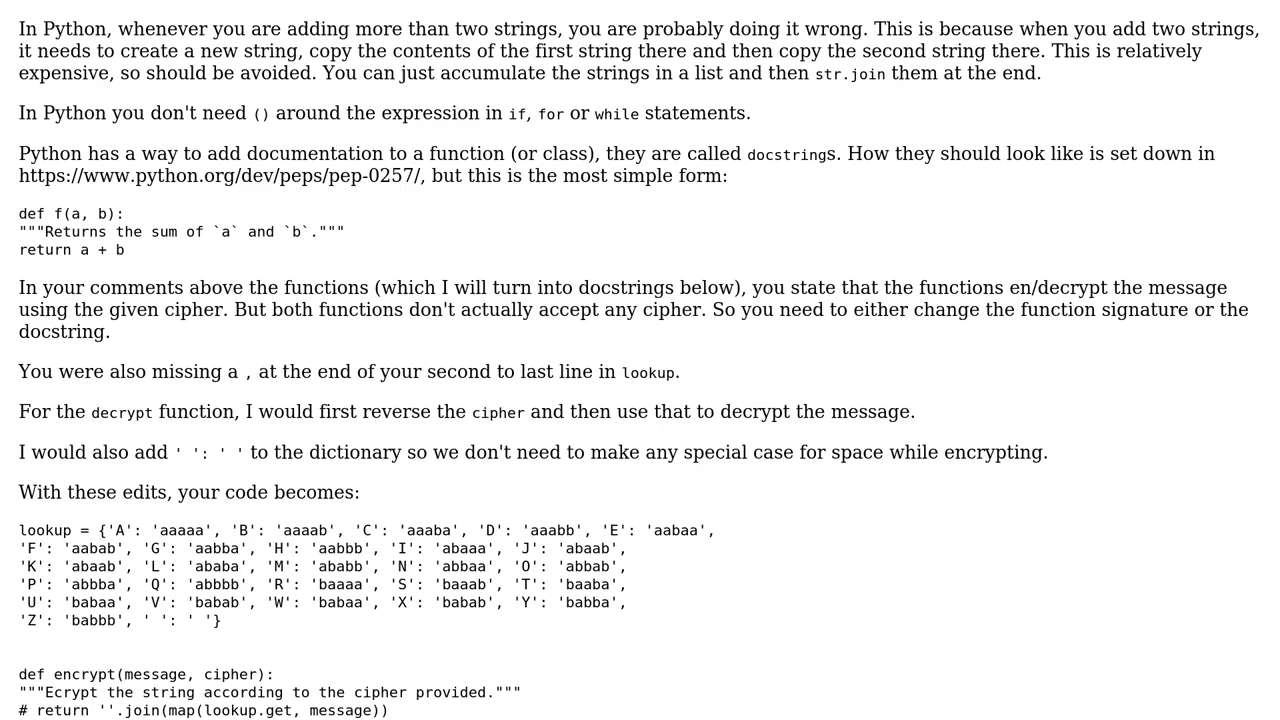 In Python, whenever you are adding more than two strings, you are probably doing it wrong. This is because when you add two strings,
it needs to create a new string, copy the contents of the first string there and then copy the second string there. This is relatively
expensive, so should be avoided. You can just accumulate the strings in a list and then str.join them at the end.
In Python you don't need () around the expression in if, for or while statements.
Python has a way to add documentation to a function (or class), they are called docstrings. How they should look like is set down in
https://www.python.org/dev/peps/pep-0257/, but this is the most simple form:
def f(a, b):
"""Returns the sum of `a` and `b`."""
return a + b
In your comments above the functions (which I will turn into docstrings below), you state that the functions en/decrypt the message
using the given cipher. But both functions don't actually accept any cipher. So you need to either change the function signature or the
docstring.
You were also missing a , at the end of your second to last line in lookup.
For the decrypt function, I would first reverse the cipher and then use that to decrypt the message.
I would also add ' ': ' ' to the dictionary so we don't need to make any special case for space while encrypting.
With these edits, your code becomes:
lookup = {'A': 'aaaaa', 'B': 'aaaab', 'C': 'aaaba', 'D': 'aaabb', 'E': 'aabaa',
'F': 'aabab', 'G': 'aabba', 'H': 'aabbb', 'I': 'abaaa', 'J': 'abaab',
'K': 'abaab', 'L': 'ababa', 'M': 'ababb', 'N': 'abbaa', 'O': 'abbab',
'P': 'abbba', 'Q': 'abbbb', 'R': 'baaaa', 'S': 'baaab', 'T': 'baaba',
'U': 'babaa', 'V': 'babab', 'W': 'babaa', 'X': 'babab', 'Y': 'babba',
'Z': 'babbb', ' ': ' '}
def encrypt(message, cipher):
"""Ecrypt the string according to the cipher provided."""
# return ''.join(map(lookup.get, message))